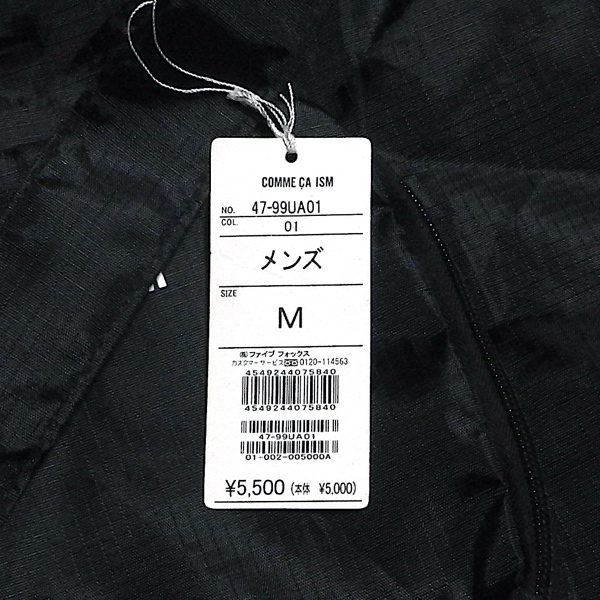 COMME ÇA ISM
NO. 47-99UA01
COL. 01
メンズ
SIZE
M
㈱ファイブ フォックス
カスタマーサービス 0120-114563
4549244075840
4549244075840
47-99UA01
01-002-005000A
¥5,500 (本体 ¥5,000)